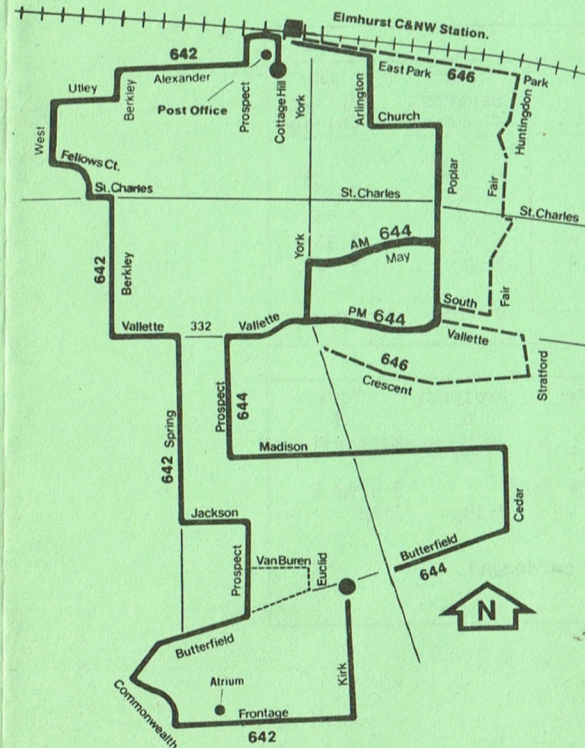 Elmhurst C&NW Station.
642
Alexander
Utley
Berkley
Post Office
Prospect
Cottage Hill
York
Arlington
East Park
646
Park
Huntingdon
Church
West
Fellows Ct.
St. Charles
St. Charles
Poplar
Fair
St. Charles
642
Berkley
York
AM
644
May
South
Fair
Vallette
332
Vallette
PM
644
Vallette
646
Crescent
Stratford
Prospect
644
642
Spring
Madison
Cedar
Jackson
Prospect
VanBuren
Euclid
Butterfield
644
N
Butterfield
Commonwealth
Atrium
Kirk
Frontage
642